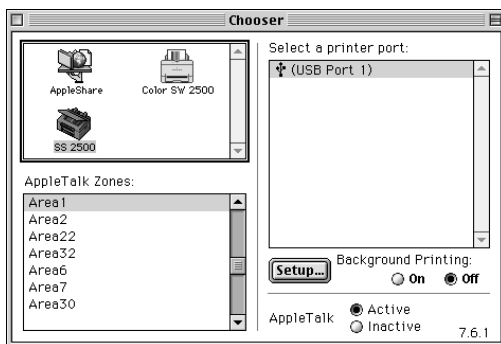 Chooser
AppleShare
Color SW 2500
SS 2500
AppleTalk Zones:
Area1
Area2
Area22
Area32
Area6
Area7
Area30
Select a printer port:
(USB Port 1)
Setup...
Background Printing:
On Off
AppleTalk
Active
Inactive
7.6.1